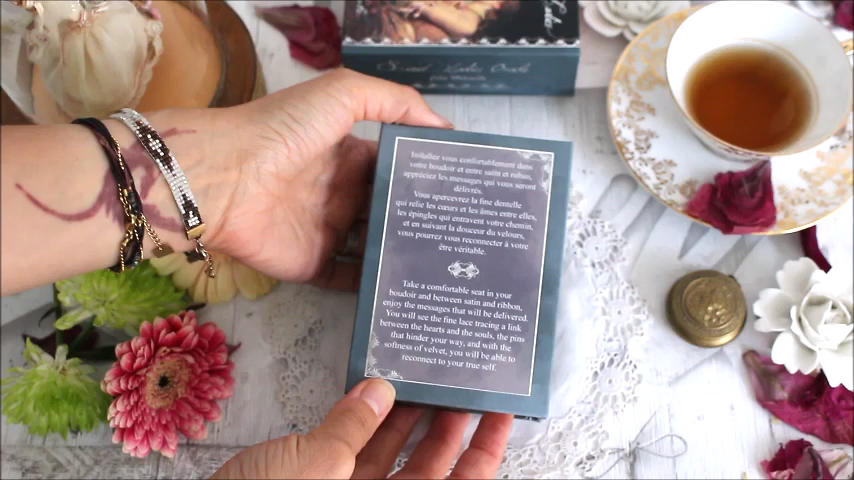 Installez vous confortablement dans
votre boudoir et entre satin et ruban,
appréciez les messages qui vous seront
délivrés.
Vous apercevrez la fine dentelle
qui relie les cœurs et les âmes entre elles,
les épingles qui entravent votre chemin,
et en suivant la douceur du velours,
vous pourrez vous reconnecter à votre
être véritable.
Take a comfortable seat in your
boudoir and between satin and ribbon,
enjoy the messages that will be delivered.
You will see the fine lace tracing a link
between the hearts and the souls, the pins
that hinder your way, and with the
softness of velvet, you will be able to
reconnect to your true self.